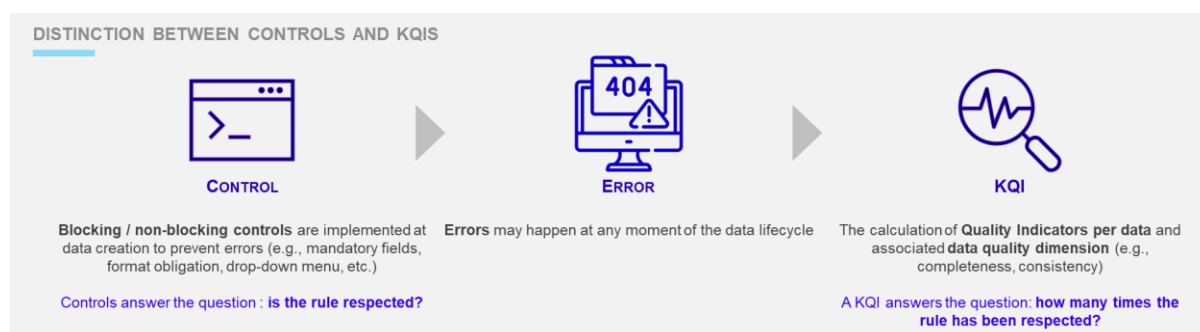 DISTINCTION BETWEEN CONTROLS AND KQIS
404
CONTROL
ERROR
KQI
Blocking / non-blocking controls are implemented at
data creation to prevent errors (e.g., mandatory fields,
format obligation, drop-down menu, etc.)
Controls answer the question : is the rule respected?
Errors may happen at any moment of the data lifecycle
The calculation of Quality Indicators per data and
associated data quality dimension (e.g.,
completeness, consistency)
A KQI answers the question: how many times the
rule has been respected?